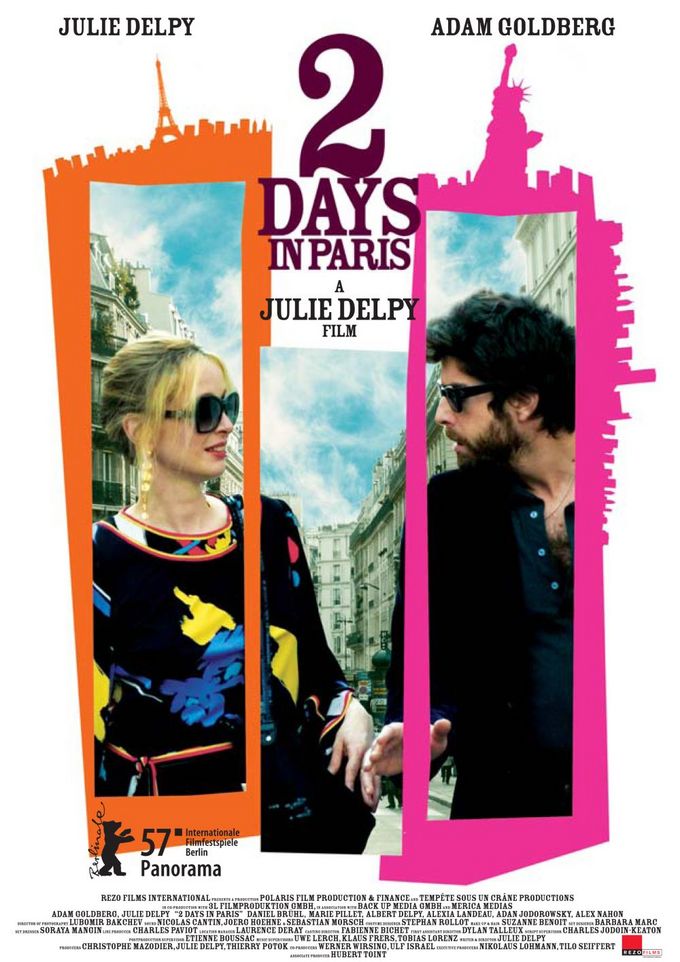 JULIE DELPY
ADAM GOLDBERG
2
DAYS
IN PARIS
A
JULIE DELPY
FILM
Berlinale
57 Internationale
Filmfestspiele
Berlin
Panorama
REZO FILMS INTERNATIONAL PRESENTS A PRODUCTION POLARIS FILM PRODUCTION & FINANCE AND TEMPÊTE SOUS UN CRÂNE PRODUCTIONS
IN CO-PRODUCTION WITH 3L FILMPRODUKTION GMBH, IN ASSOCIATION WITH BACK UP MEDIA GMBH AND MERICA MEDIAS
ADAM GOLDBERG, JULIE DELPY "2 DAYS IN PARIS" DANIEL BRÜHL, MARIE PILLET, ALBERT DELPY, ALEXIA LANDEAU, ADAN JODOROWSKY, ALEX NAHON
DIRECTOR OF PHOTOGRAPHY LUBOMIR BAKCHEV SOUND NICOLAS CANTIN, JOERG HOEHNE & SEBASTIAN MORSCH COSTUME DESIGNER STEPHAN ROLLOT MAKE UP & HAIR SUZANNE BENOIT SET DESIGNER BARBARA MARC
SET DRESSER SORAYA MANGIN LINE PRODUCER CHARLES PAVIOT LOCATION MANAGER LAURENCE DERAY CASTING DIRECTOR FABIENNE BICHET FIRST ASSISTANT DIRECTOR DYLAN TALLEUX SCRIPT SUPERVISOR CHARLES JODOIN-KEATON
POSTPRODUCTION SUPERVISOR ETIENNE BOUSSAC MUSIC SUPERVISORS UWE LERCH, KLAUS FRERS, TOBIAS LORENZ WRITER & DIRECTOR JULIE DELPY
PRODUCERS CHRISTOPHE MAZODIER, JULIE DELPY, THIERRY POTOK CO-PRODUCERS WERNER WIRSING, ULF ISRAEL EXECUTIVE PRODUCERS NIKOLAUS LOHMANN, TILO SEIFFERT
ASSOCIATE PRODUCER HUBERT TOINT
REZOFILMS